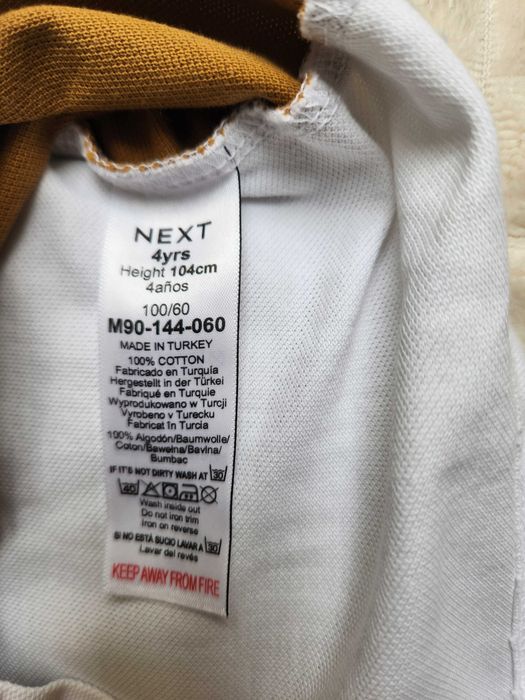 NEXT
4yrs
Height 104cm
4años
100/60
M90-144-060
MADE IN TURKEY
100% COTTON
Fabricado en Turquía
Hergestellt in der Türkei
Fabriqué en Turquie
Wyprodukowano w Turcji
Vyrobeno v Turecku
Fabricat în Turcia
100% Algodón/Baumwolle/
Coton/Bawełna/Bavlna/
Bumbac
IF IT'S NOT DIRTY WASH AT 30
40
Wash inside out
Do not iron trim
Iron on reverse
SI NO ESTÁ SUCIO LAVAR A 30
Lavar del revés
KEEP AWAY FROM FIRE